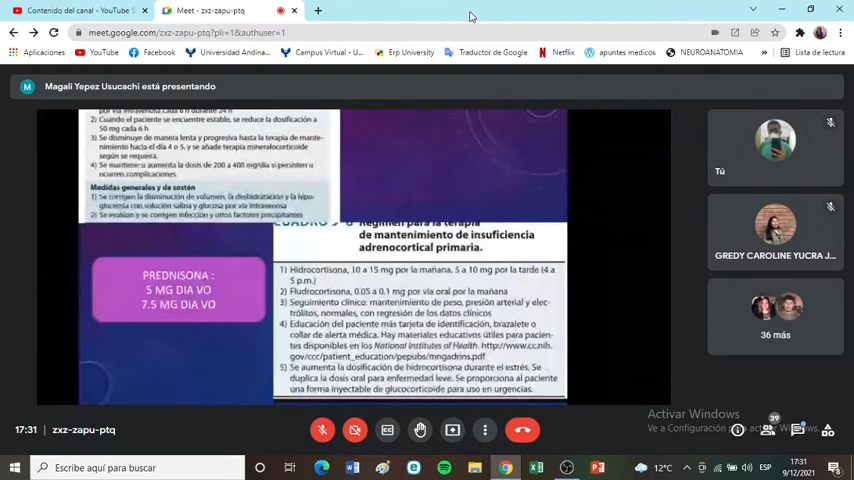 Contenido del canal - YouTube S
Meet - zxz-zapu-ptq
meet.google.com/zxz-zapu-ptq?pli=1&authuser=1
Aplicaciones
YouTube
Facebook
Universidad Andina...
Campus Virtual - U...
Erp University
Traductor de Google
Netflix
apuntes medicos
NEUROANATOMIA
Lista de lectura
M
Magali Yepez Usucachi está presentando
por vía intravenosa cada 6 h durante 24 h
2) Cuando el paciente se encuentre estable, se reduce la dosificación a
50 mg cada 6 h
3) Se disminuye de manera lenta y progresiva hasta la terapia de mante-
nimiento hacia el día 4 o 5, y se añade terapia mineralocorticoide
según se requiera.
4) Se mantiene o aumenta la dosis de 200 a 400 mg/día si persisten u
ocurren complicaciones.
Medidas generales y de sostén
1) Se corrigen la disminución de volumen, la deshidratación y la hipo-
glucemia con solución salina y glucosa por vía intravenosa
2) Se evalúan y se corrigen infección y otros factores precipitantes
Régimen para la terapia
de mantenimiento de insuficiencia
adrenocortical primaria.
PREDNISONA :
5 MG DIA VO
7.5 MG DIA VO
1) Hidrocortisona, 10 a 15 mg por la mañana, 5 a 10 mg por la tarde (4 a
5 p.m.)
2) Fludrocortisona, 0.05 a 0.1 mg por vía oral por la mañana
3) Seguimiento clínico: mantenimiento de peso, presión arterial y elec-
trólitos, normales, con regresión de los datos clínicos
4) Educación del paciente más tarjeta de identificación, brazalete o
collar de alerta médica. Hay materiales educativos útiles para pacien-
tes disponibles en los National Institutes of Health. http://www.cc.nih.
gov/ccc/patient_education/pepubs/mngadrins.pdf
5) Se aumenta la dosificación de hidrocortisona durante el estrés. Se
duplica la dosis oral para enfermedad leve. Se proporciona al paciente
una forma inyectable de glucocorticoide para uso en urgencias.
Tú
GREDY CAROLINE YUCRA J...
36 más
Activar Windows
Ve a Configuración para activar Windows.
17:31
zxz-zapu-ptq
39
Escribe aquí para buscar
12°C
ESP
17:31
9/12/2021